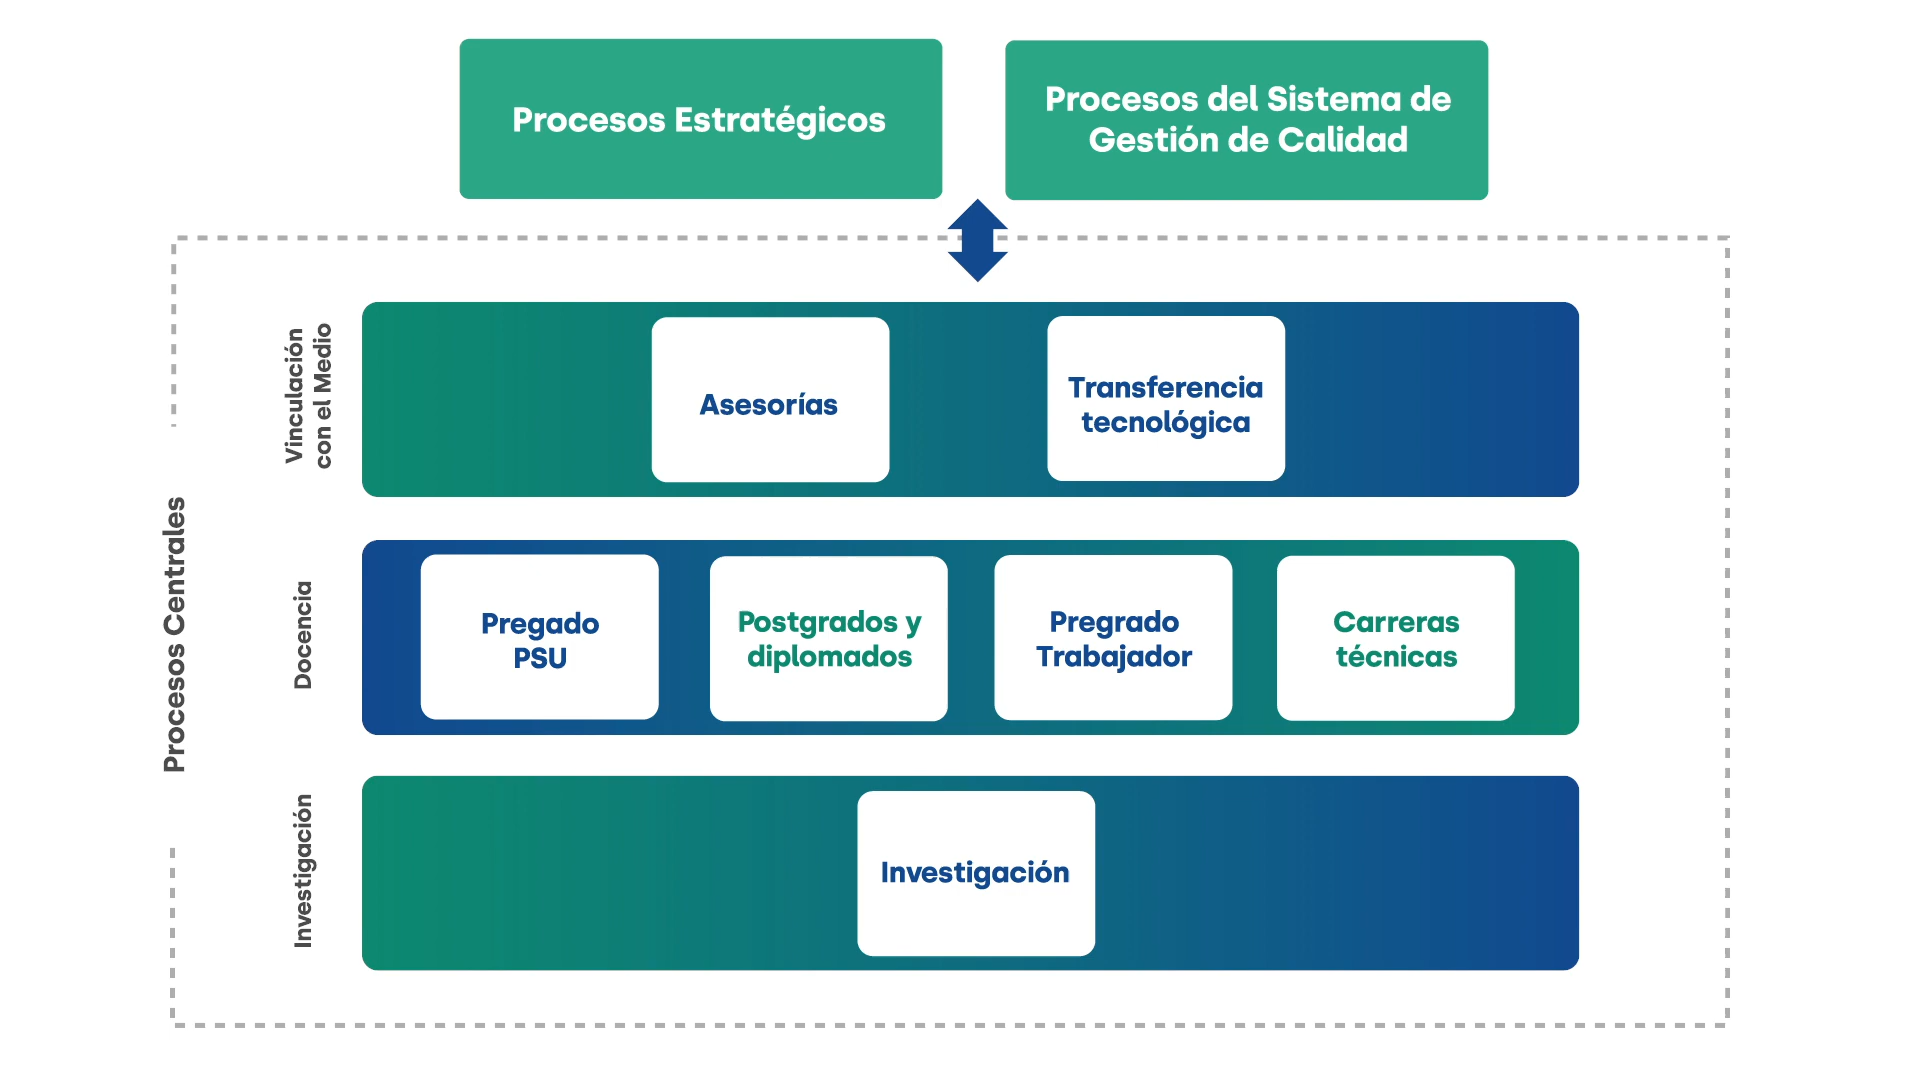 Procesos Estratégicos
Procesos del Sistema de
Gestión de Calidad
Procesos Centrales
Vinculación
con el Medio
Asesorías
Transferencia
tecnológica
Docencia
Pregado
PSU
Postgrados y
diplomados
Pregrado
Trabajador
Carreras
técnicas
Investigación
Investigación